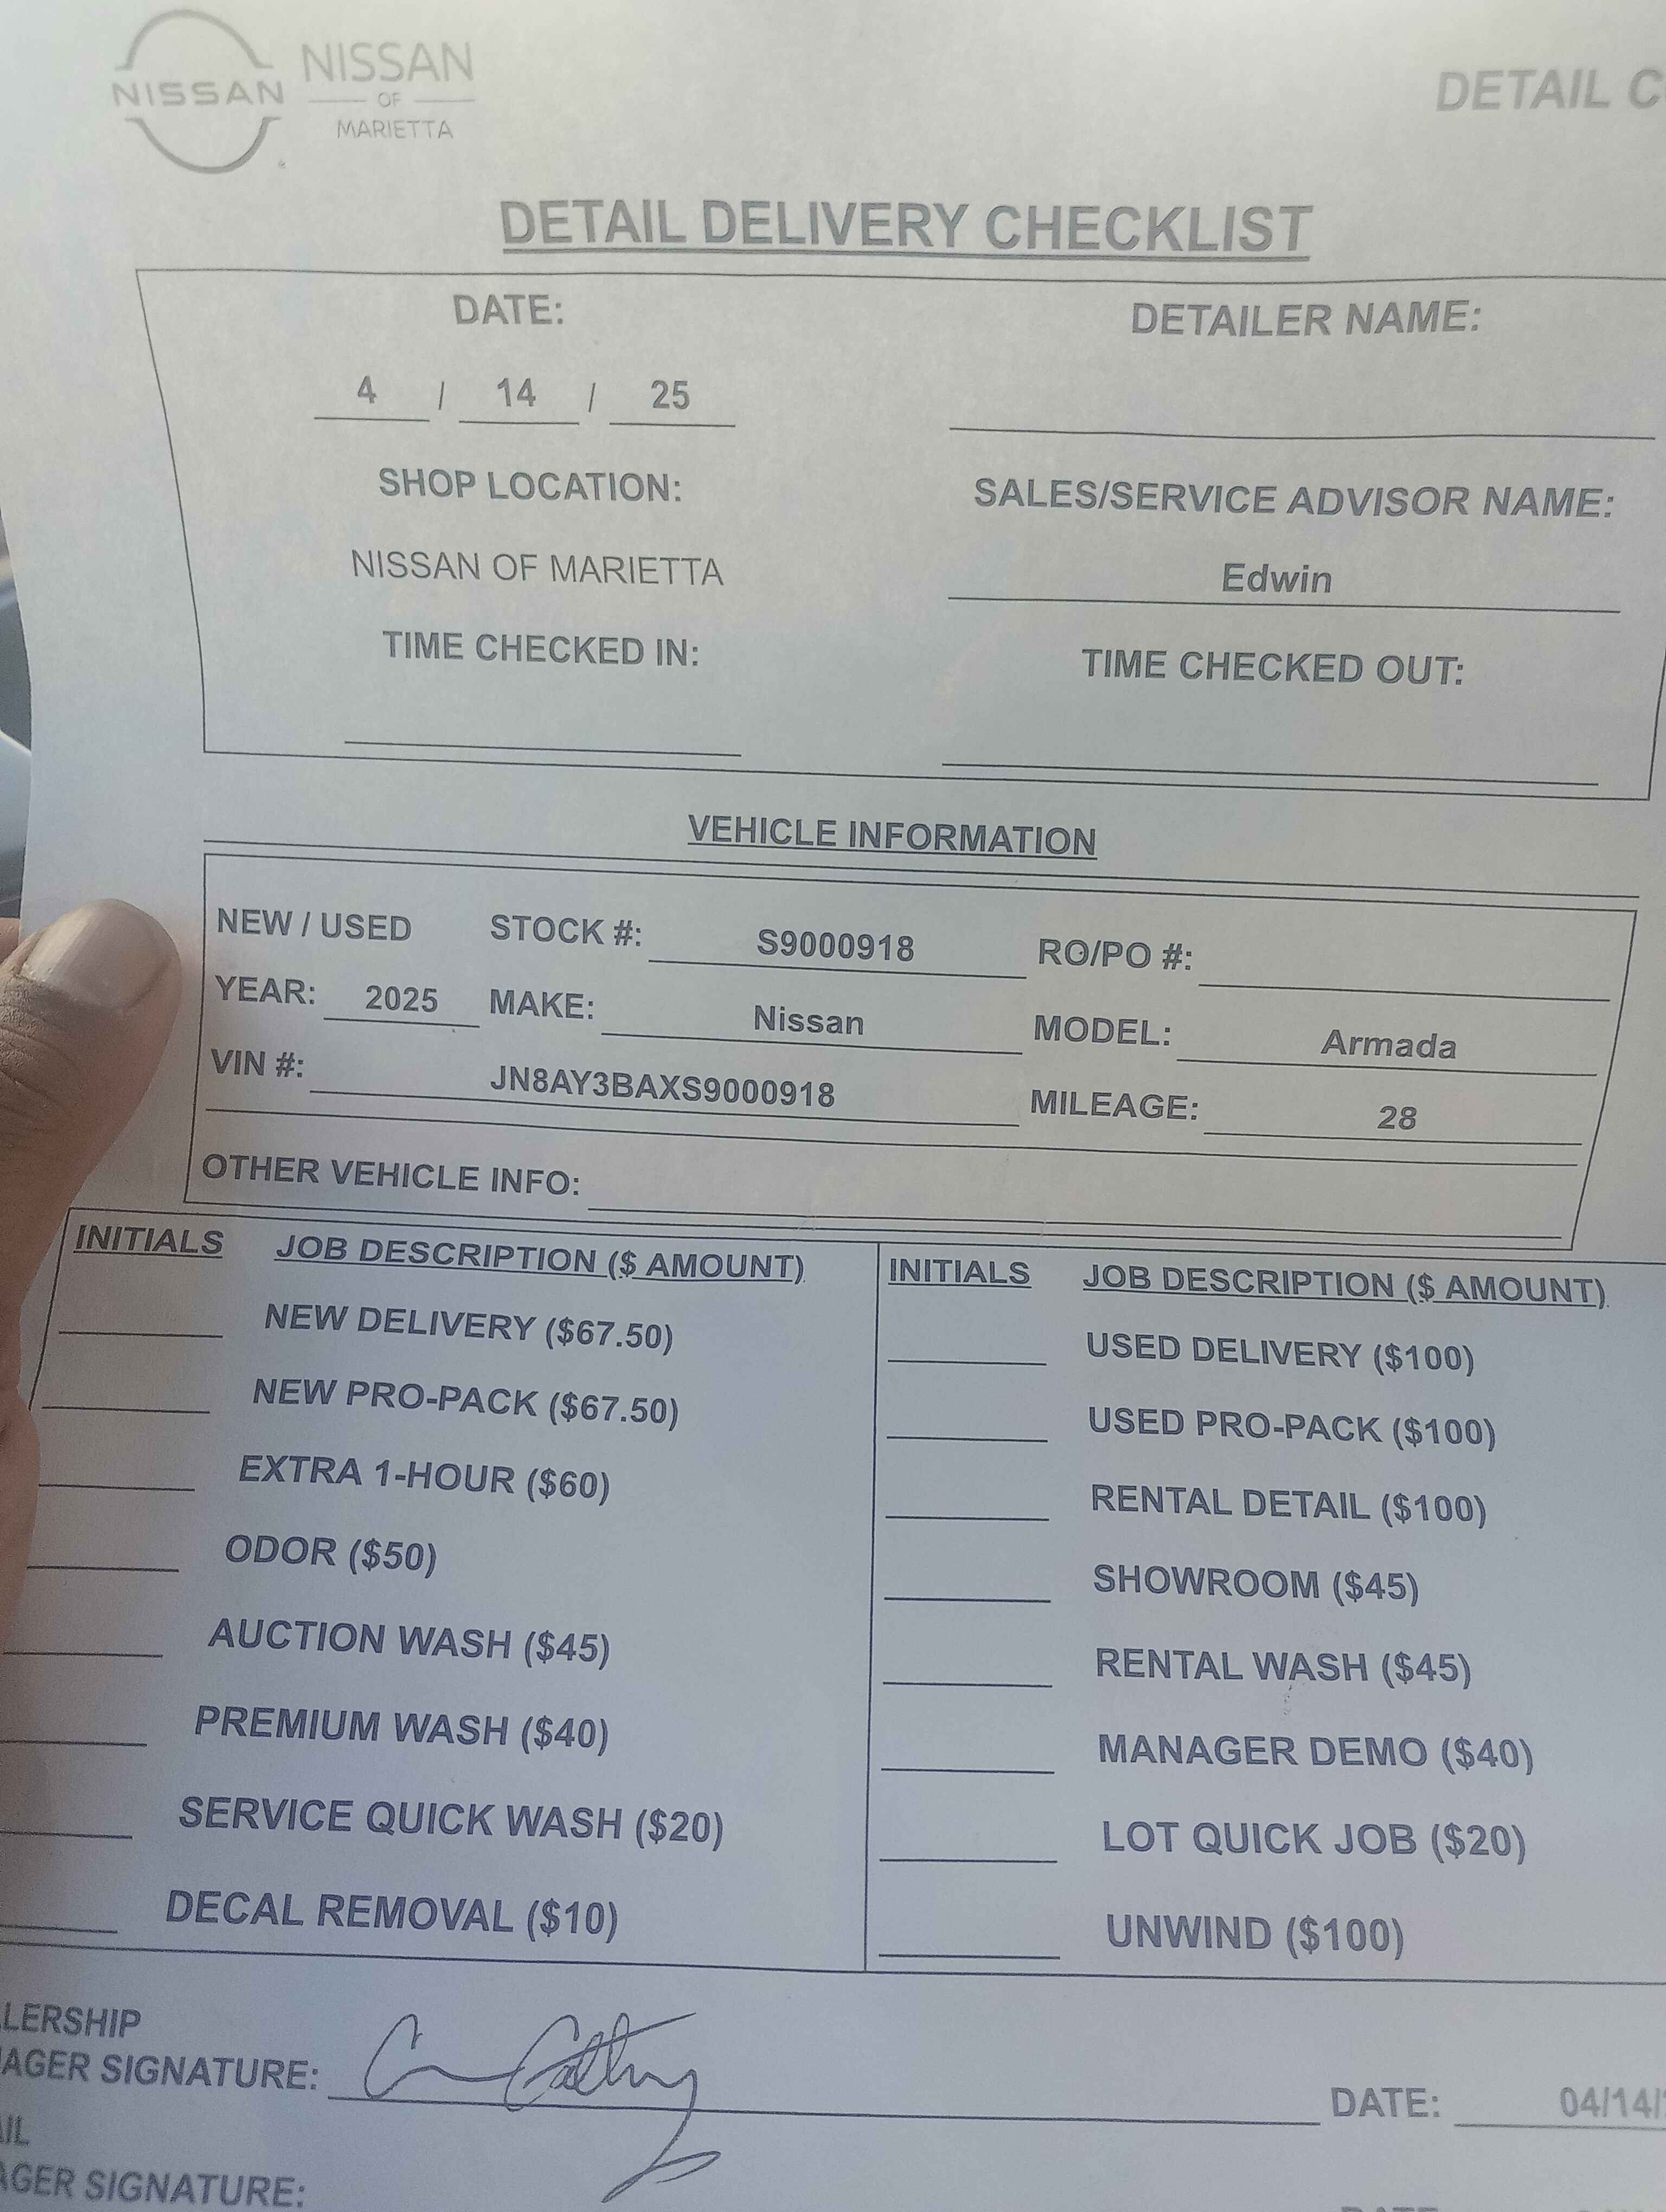 NISSAN
NISSAN
OF
MARIETTA
DETAIL
DETAIL DELIVERY CHECKLIST
DATE: DETAILER NAME:
4 / 14 / 25
SHOP LOCATION: SALES/SERVICE ADVISOR NAME:
NISSAN OF MARIETTA Edwin
TIME CHECKED IN: TIME CHECKED OUT:
VEHICLE INFORMATION
NEW / USED STOCK #: S9000918 RO/PO #:
YEAR: 2025 MAKE: Nissan MODEL: Armada
VIN #: JN8AY3BAXS9000918 MILEAGE: 28
OTHER VEHICLE INFO:
INITIALS JOB DESCRIPTION ($ AMOUNT) INITIALS JOB DESCRIPTION ($ AMOUNT)
NEW DELIVERY ($67.50) USED DELIVERY ($100)
NEW PRO-PACK ($67.50) USED PRO-PACK ($100)
EXTRA 1-HOUR ($60) RENTAL DETAIL ($100)
ODOR ($50) SHOWROOM ($45)
AUCTION WASH ($45) RENTAL WASH ($45)
PREMIUM WASH ($40) MANAGER DEMO ($40)
SERVICE QUICK WASH ($20) LOT QUICK JOB ($20)
DECAL REMOVAL ($10) UNWIND ($100)
LERSHIP
AGER SIGNATURE: DATE: 04/14/
IL
AGER SIGNATURE: